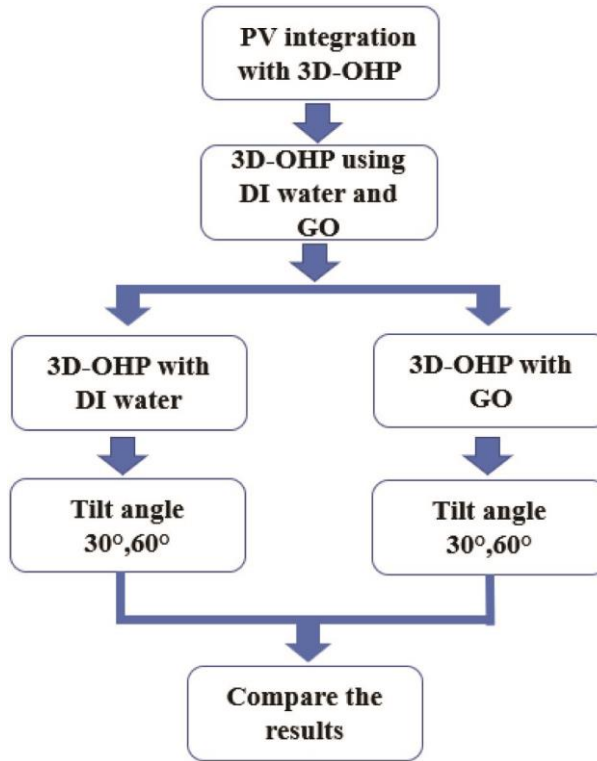 PV integration
with 3D-OHP
3D-OHP using
DI water and
GO
3D-OHP with
DI water
3D-OHP with
GO
Tilt angle
30°,60°
Tilt angle
30°,60°
Compare the
results